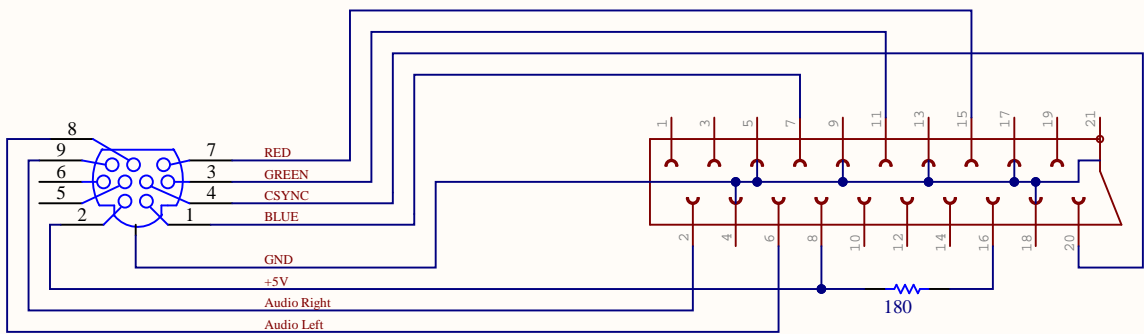 1 3 5 7 9 11 13 15 17 19 21
8
9 7 RED
6 3 GREEN
5 4 CSYNC
2 1 BLUE
2 4 6 8 10 12 14 16 18 20
GND
+5V
180
Audio Right
Audio Left